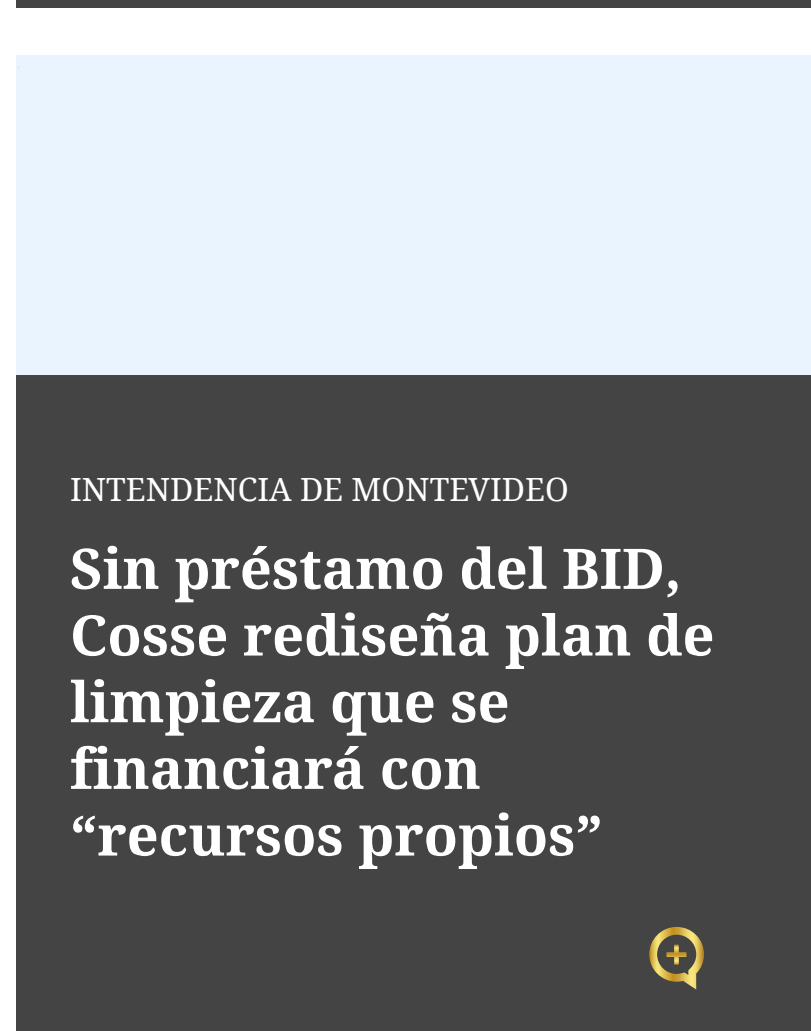 INTENDENCIA DE MONTEVIDEO
Sin préstamo del BID,
Cosse rediseña plan de
limpieza que se
financiará con
“recursos propios”